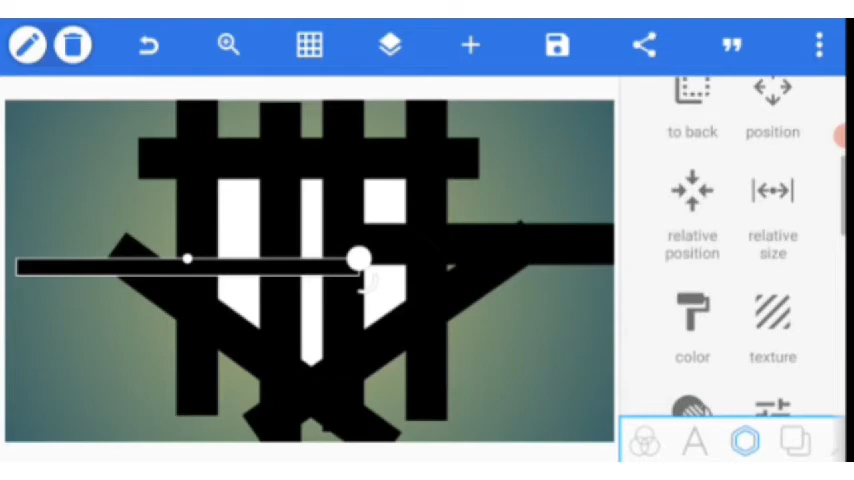 to back
position
relative position
relative size
color
texture
A